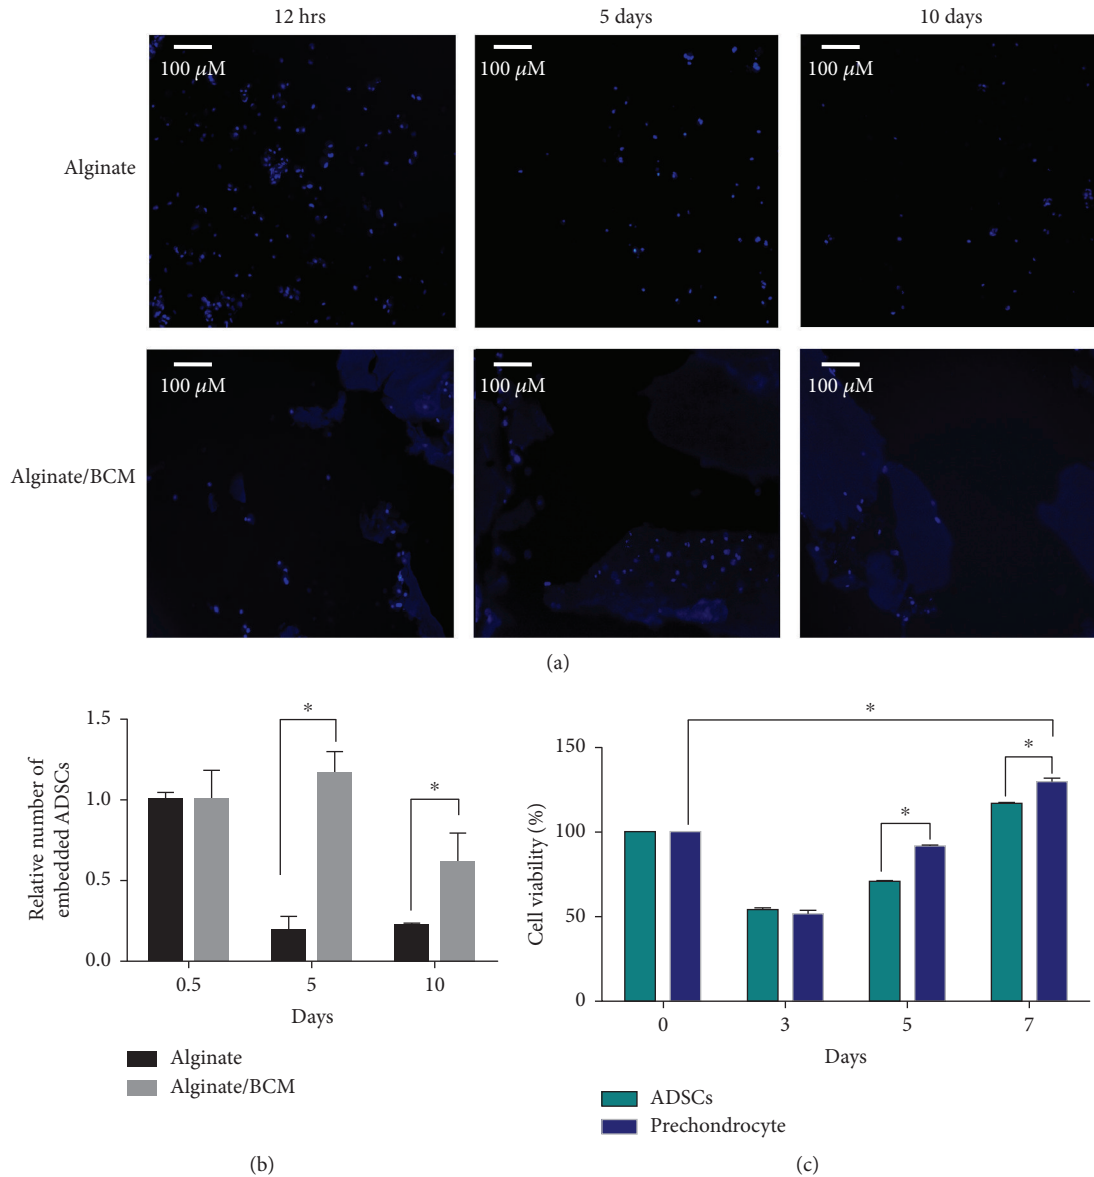 12 hrs
5 days
10 days
Alginate
100 μM
100 μM
100 μM
Alginate/BCM
100 μM
100 μM
100 μM
(a)
Relative number of
embedded ADSCs
1.5
1.0
0.5
0.0
*
*
0.5
5
10
Days
Alginate
Alginate/BCM
(b)
Cell viability (%)
150
100
50
0
*
*
*
0
3
5
7
Days
ADSCs
Prechondrocyte
(c)